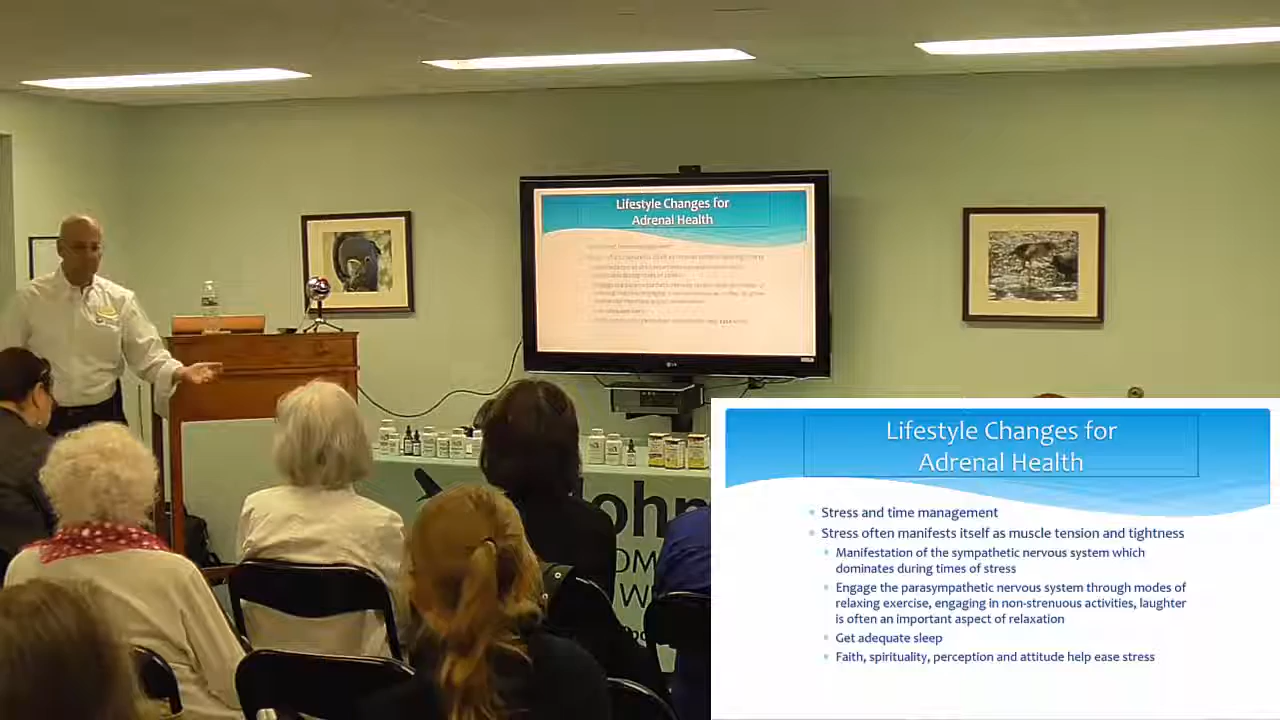 Lifestyle Changes for
Adrenal Health
LG
Lifestyle Changes for
Adrenal Health
Stress and time management
Stress often manifests itself as muscle tension and tightness
Manifestation of the sympathetic nervous system which
dominates during times of stress
Engage the parasympathetic nervous system through modes of
relaxing exercise, engaging in non-strenuous activities, laughter
is often an important aspect of relaxation
Get adequate sleep
Faith, spirituality, perception and attitude help ease stress